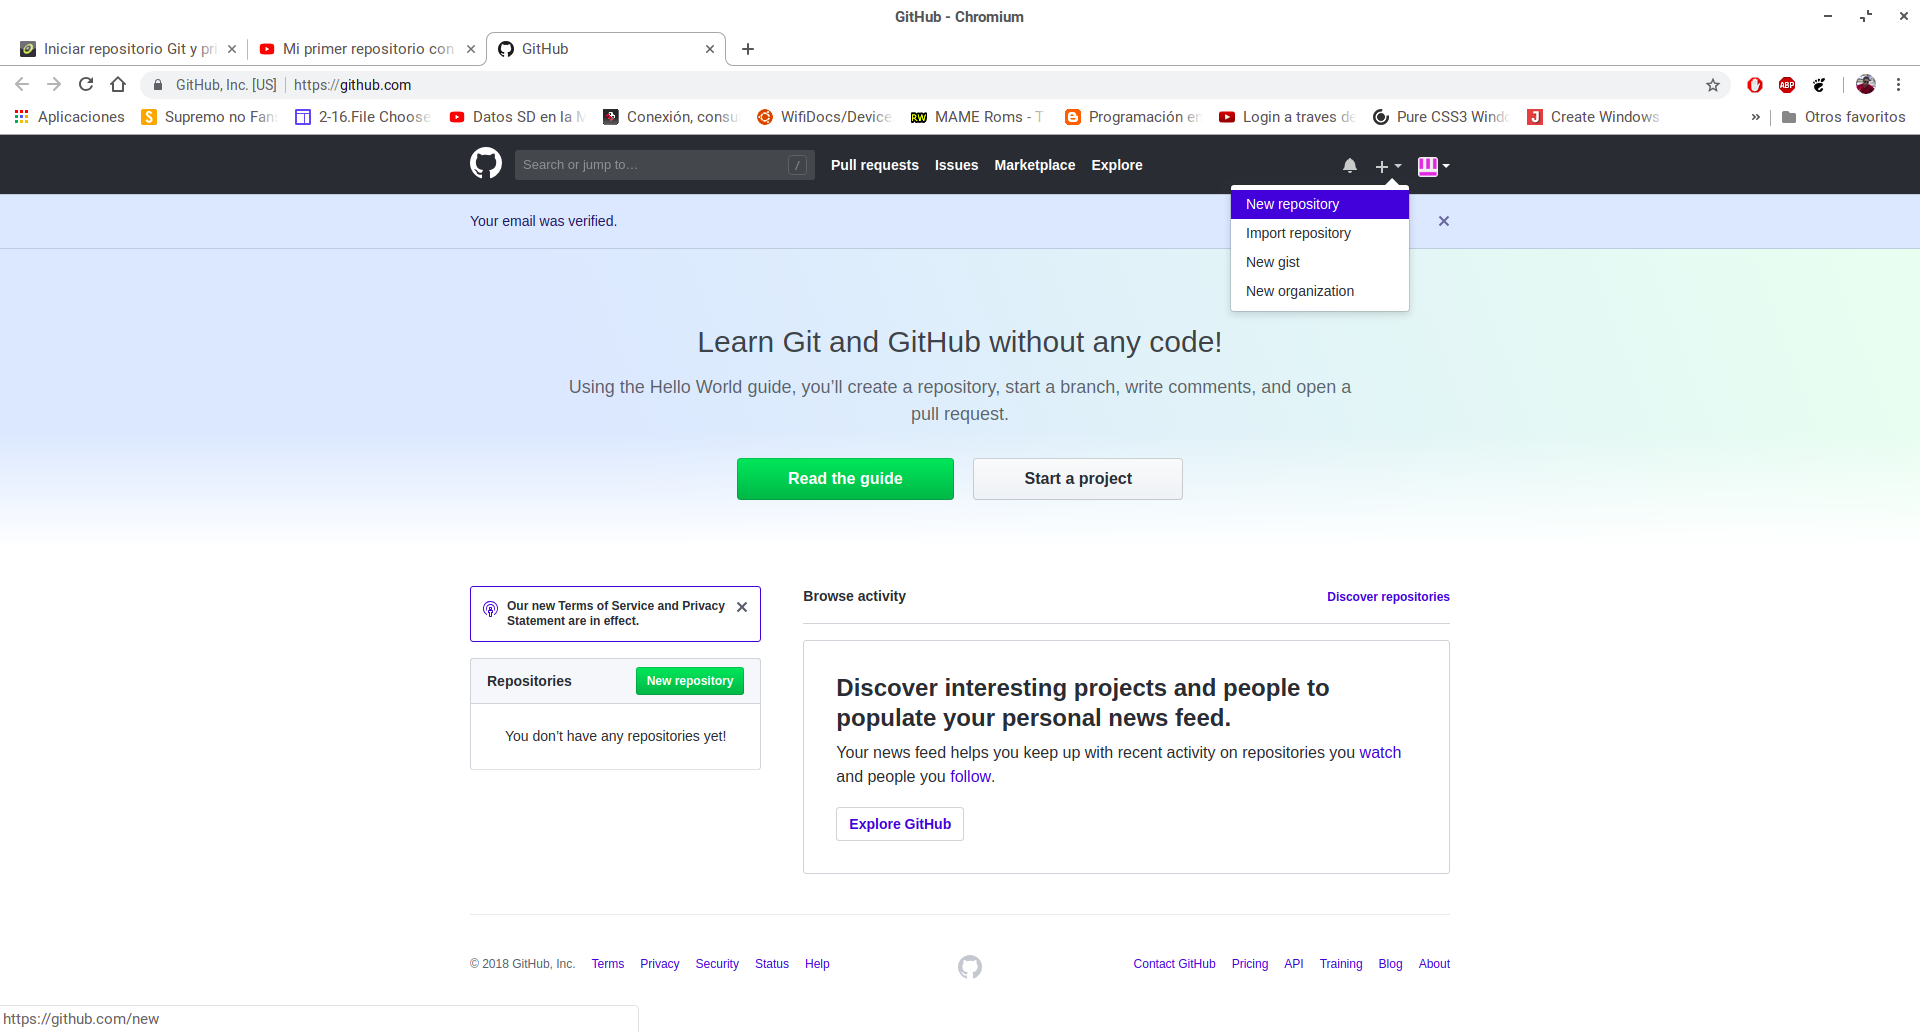 GitHub - Chromium
Iniciar repositorio Git y pri
Mi primer repositorio con
GitHub
GitHub, Inc. [US]
https://github.com
Aplicaciones
Supremo no Fan
2-16.File Choose
Datos SD en la M
Conexión, consu
WifiDocs/Device
MAME Roms - T
Programación en
Login a traves de
Pure CSS3 Windo
Create Windows
»
Otros favoritos
Search or jump to…
/
Pull requests
Issues
Marketplace
Explore
New repository
Import repository
New gist
New organization
Your email was verified.
Learn Git and GitHub without any code!
Using the Hello World guide, you’ll create a repository, start a branch, write comments, and open a
pull request.
Read the guide
Start a project
Our new Terms of Service and Privacy
Statement are in effect.
Repositories
New repository
You don’t have any repositories yet!
Browse activity
Discover repositories
Discover interesting projects and people to
populate your personal news feed.
Your news feed helps you keep up with recent activity on repositories you watch
and people you follow.
Explore GitHub
© 2018 GitHub, Inc.
Terms
Privacy
Security
Status
Help
Contact GitHub
Pricing
API
Training
Blog
About
https://github.com/new